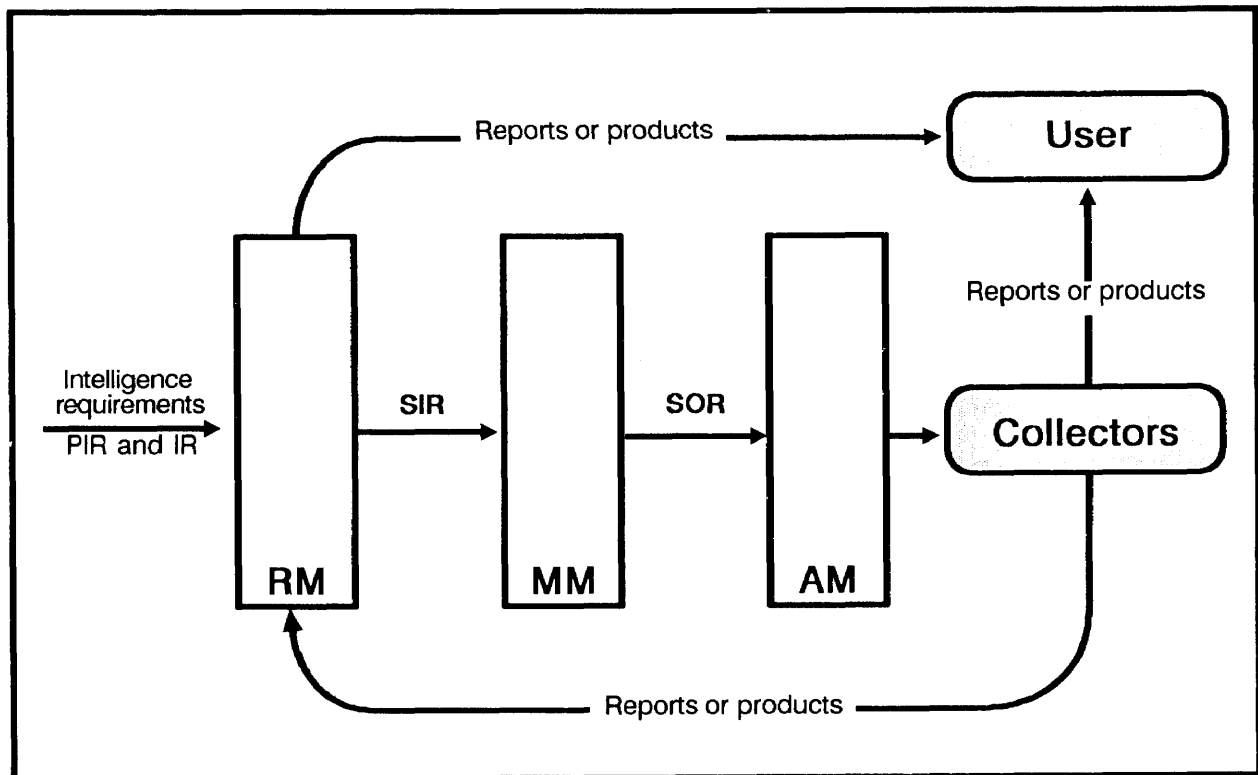 Reports or products
User
Reports or products
Intelligence
requirements
PIR and IR
SIR
SOR
Collectors
RM
MM
AM
Reports or products